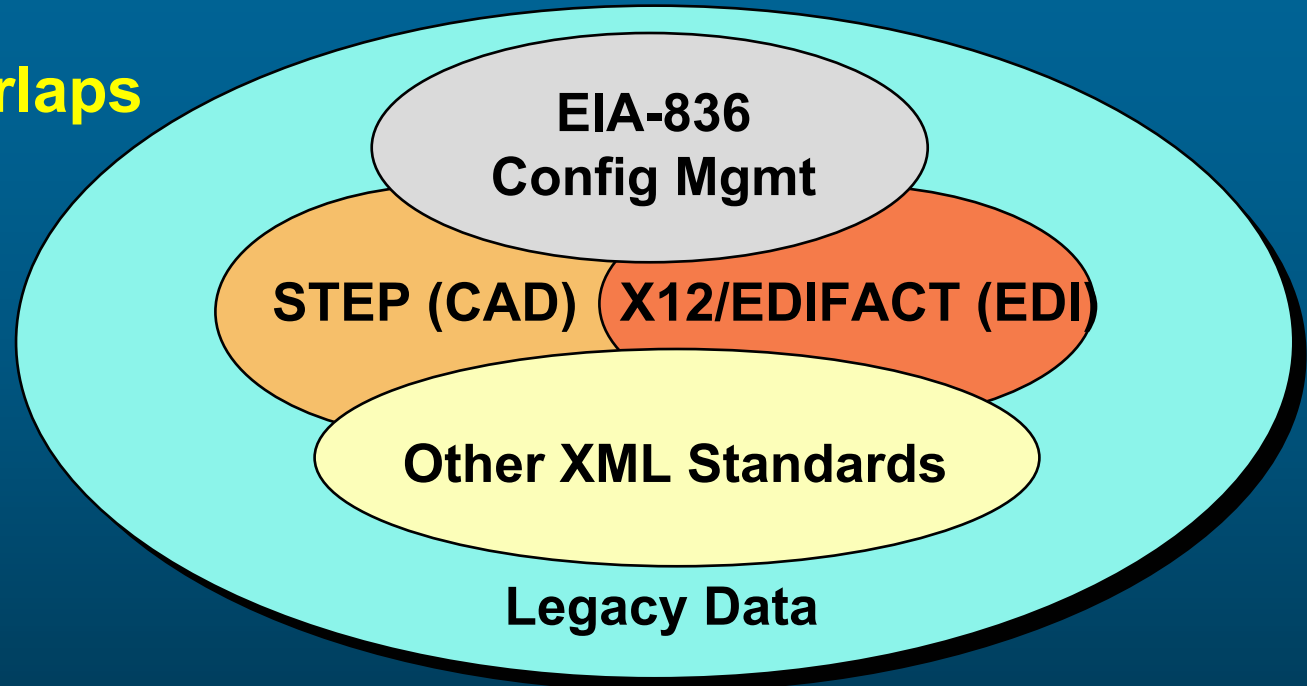 rlaps
EIA-836
Config Mgmt
STEP (CAD)
X12/EDIFACT (EDI)
Other XML Standards
Legacy Data